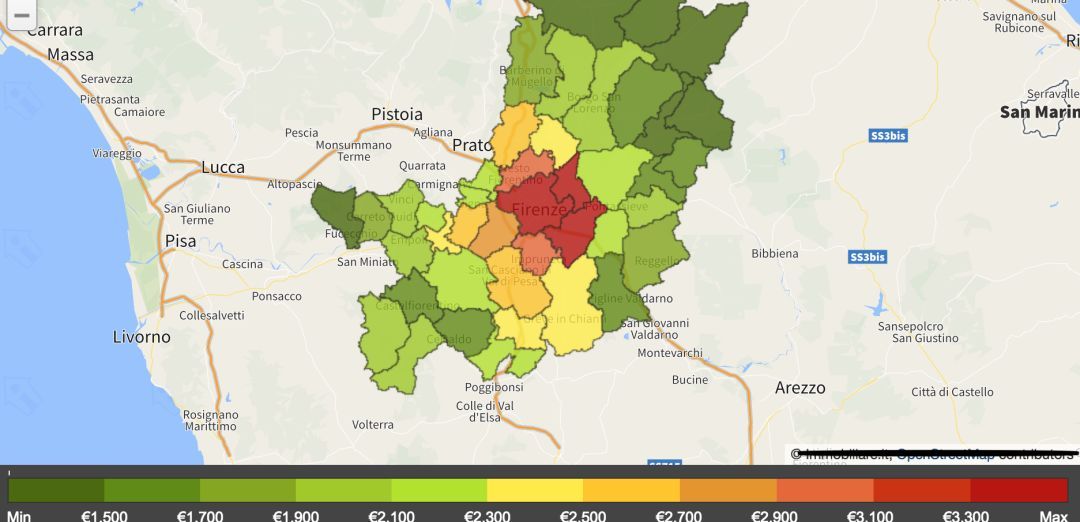 Carrara
Massa
Savignano sul
Rubicone
Seravezza
Pietrasanta
Camaiore
Barberino
Mugello
Borgo San
Lorenzo
Serravalle
San Marin
Pistoia
Agliana
SS3bis
Pescia
Monsummano
Terme
Prato
Viareggio
Lucca
Quarrata
Altopascio
Carmignano
Sesto
Fiorentino
Vinci
San Giuliano
Terme
Cerreto Guidi
Firenze
Pontassieve
Fucecchio
Empoli
Pisa
Bibbiena
SS3bis
Cascina
San Miniato
Impruneta
San Casciano in
Val di Pesa
Reggello
Ponsacco
Figline Valdarno
Collesalvetti
Castelfiorentino
Greve in Chianti
San Giovanni
Valdarno
Sansepolcro
San Giustino
Livorno
Certaldo
Montevarchi
Poggibonsi
Bucine
Arezzo
Città di Castello
Colle di Val
d'Elsa
Rosignano
Marittimo
Volterra
© Immobiliare.it, OpenStreetMap contributors
Min €1,500 €1,700 €1,900 €2,100 €2,300 €2,500 €2,700 €2,900 €3,100 €3,300 Max